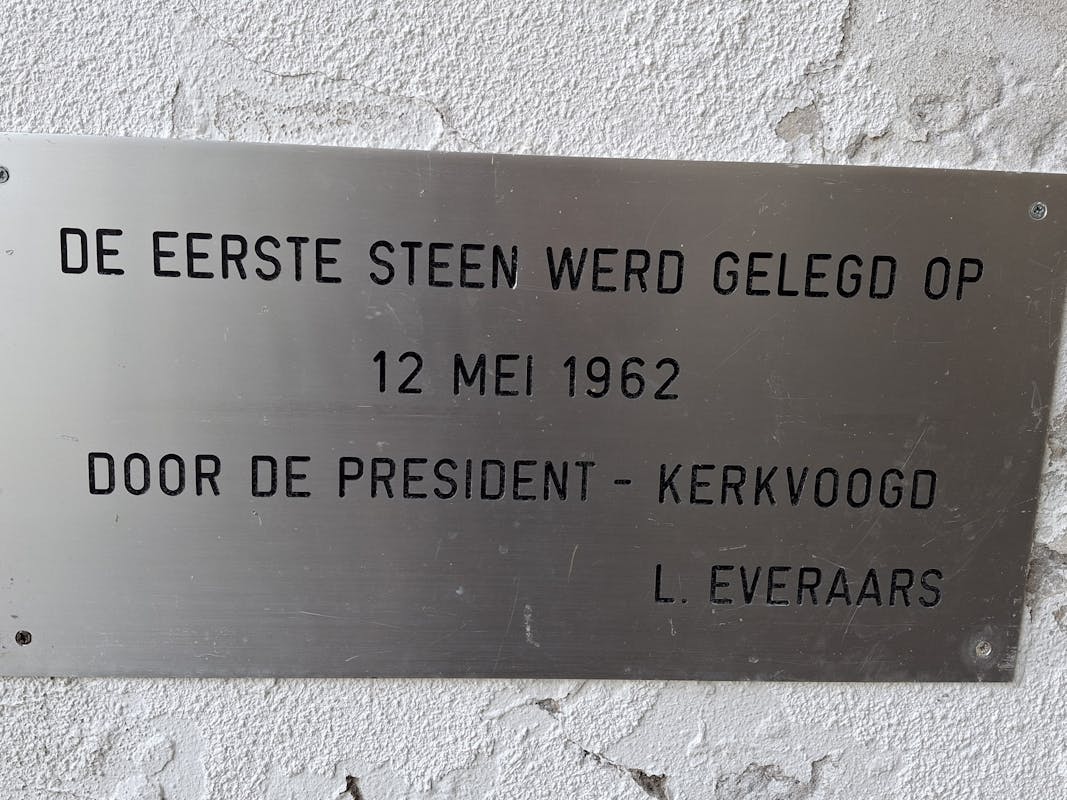 DE EERSTE STEEN WERD GELEGD OP
12 MEI 1962
DOOR DE PRESIDENT - KERKVOOGD
L. EVERAARS